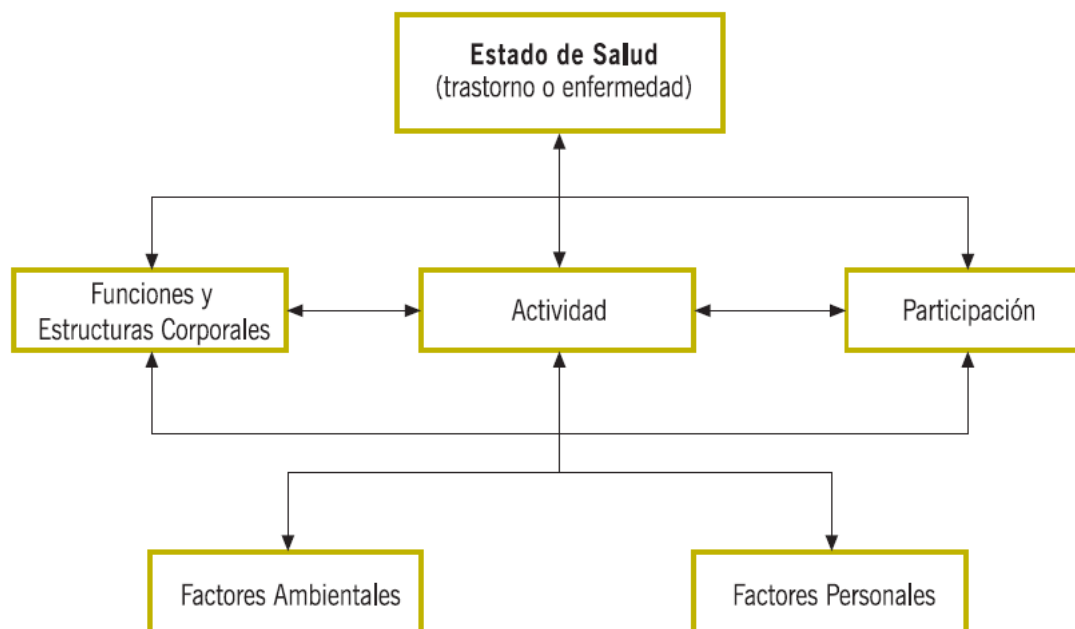 Estado de Salud
(trastorno o enfermedad)
Funciones y
Estructuras Corporales
Actividad
Participación
Factores Ambientales
Factores Personales